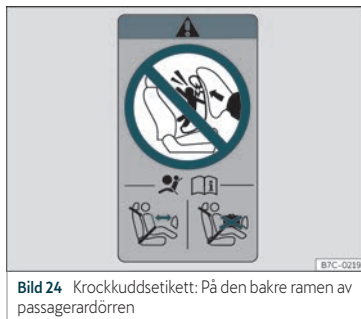 B7C-0219
Bild 24 Krockkuddsetikett: På den bakre ramen av
passagerardörren